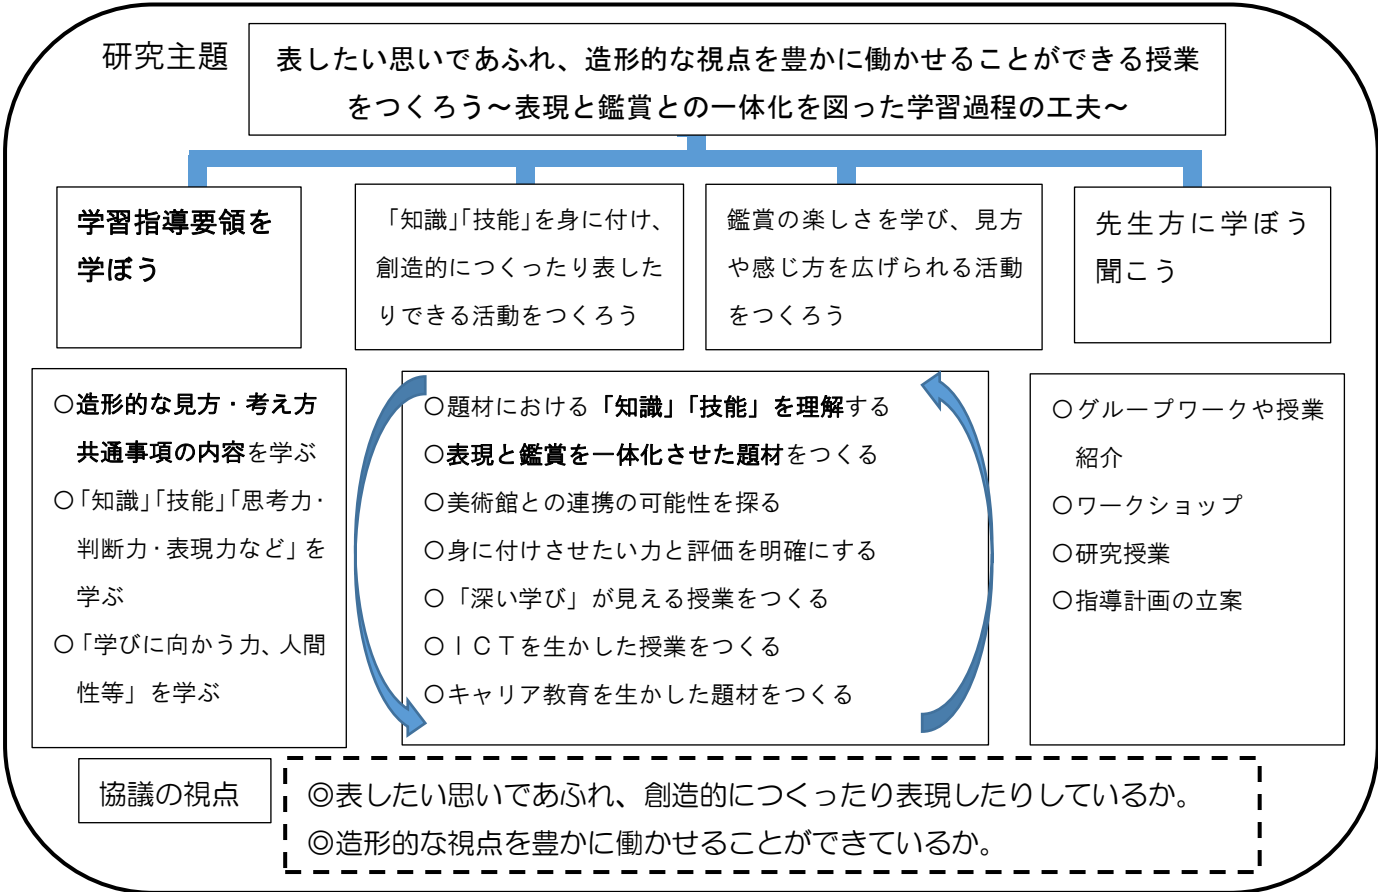 研究主題
表したい思いであふれ、造形的な視点を豊かに働かせることができる授業
をつくろう～表現と鑑賞との一体化を図った学習過程の工夫～
学習指導要領を
学ぼう
「知識」「技能」を身に付け、
創造的につくったり表した
りできる活動をつくろう
鑑賞の楽しさを学び、見方
や感じ方を広げられる活動
をつくろう
先生方に学ぼう
聞こう
○造形的な見方・考え方
共通事項の内容を学ぶ
○「知識」「技能」「思考力・
判断力・表現力など」を
学ぶ
○「学びに向かう力、人間
性等」を学ぶ
○題材における「知識」「技能」を理解する
○表現と鑑賞を一体化させた題材をつくる
○美術館との連携の可能性を探る
○身に付けさせたい力と評価を明確にする
○「深い学び」が見える授業をつくる
○ＩＣＴを生かした授業をつくる
○キャリア教育を生かした題材をつくる
○グループワークや授業
紹介
○ワークショップ
○研究授業
○指導計画の立案
協議の視点
◎表したい思いであふれ、創造的につくったり表現したりしているか。
◎造形的な視点を豊かに働かせることができているか。